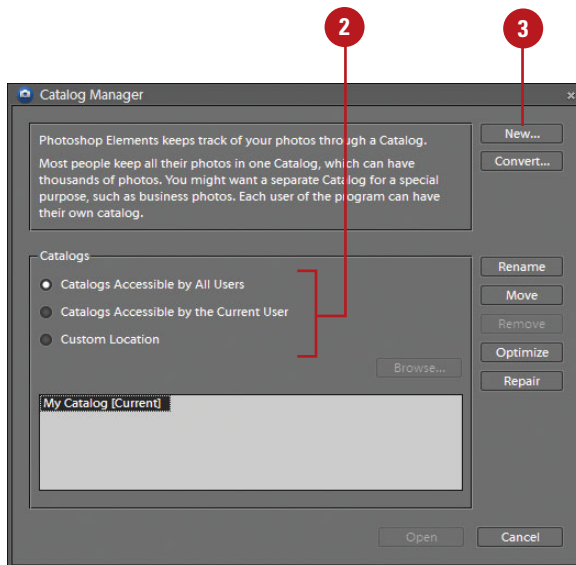 2
3
Catalog Manager
x
Photoshop Elements keeps track of your photos through a Catalog.
Most people keep all their photos in one Catalog, which can have
thousands of photos. You might want a separate Catalog for a special
purpose, such as business photos. Each user of the program can have
their own catalog.
New...
Convert...
Catalogs
Catalogs Accessible by All Users
Catalogs Accessible by the Current User
Custom Location
Browse...
My Catalog [Current]
Rename
Move
Remove
Optimize
Repair
Open
Cancel